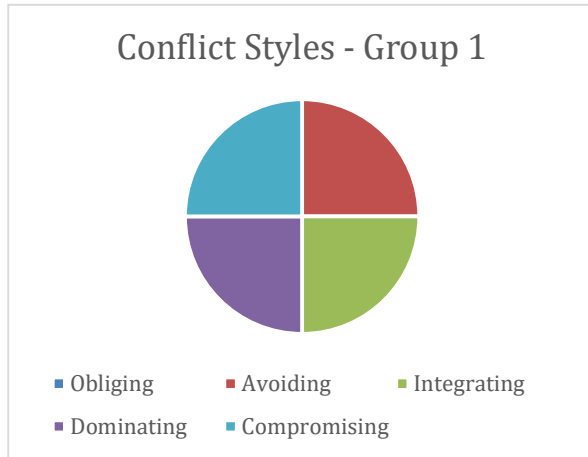 Conflict Styles - Group 1
Obliging Avoiding Integrating
Dominating Compromising